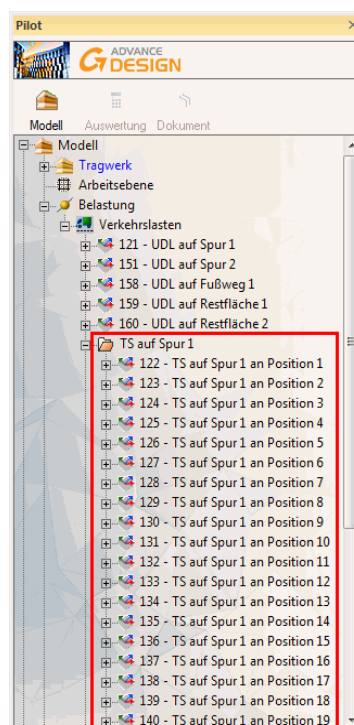 Pilot
ADVANCE
DESIGN
Modell Auswertung Dokument
Modell
Tragwerk
Arbeitsebene
Belastung
Verkehrslasten
121 - UDL auf Spur 1
151 - UDL auf Spur 2
158 - UDL auf Fußweg 1
159 - UDL auf Restfläche 1
160 - UDL auf Restfläche 2
TS auf Spur 1
122 - TS auf Spur 1 an Position 1
123 - TS auf Spur 1 an Position 2
124 - TS auf Spur 1 an Position 3
125 - TS auf Spur 1 an Position 4
126 - TS auf Spur 1 an Position 5
127 - TS auf Spur 1 an Position 6
128 - TS auf Spur 1 an Position 7
129 - TS auf Spur 1 an Position 8
130 - TS auf Spur 1 an Position 9
131 - TS auf Spur 1 an Position 10
132 - TS auf Spur 1 an Position 11
133 - TS auf Spur 1 an Position 12
134 - TS auf Spur 1 an Position 13
135 - TS auf Spur 1 an Position 14
136 - TS auf Spur 1 an Position 15
137 - TS auf Spur 1 an Position 16
138 - TS auf Spur 1 an Position 17
139 - TS auf Spur 1 an Position 18
140 - TS auf Spur 1 an Position 19